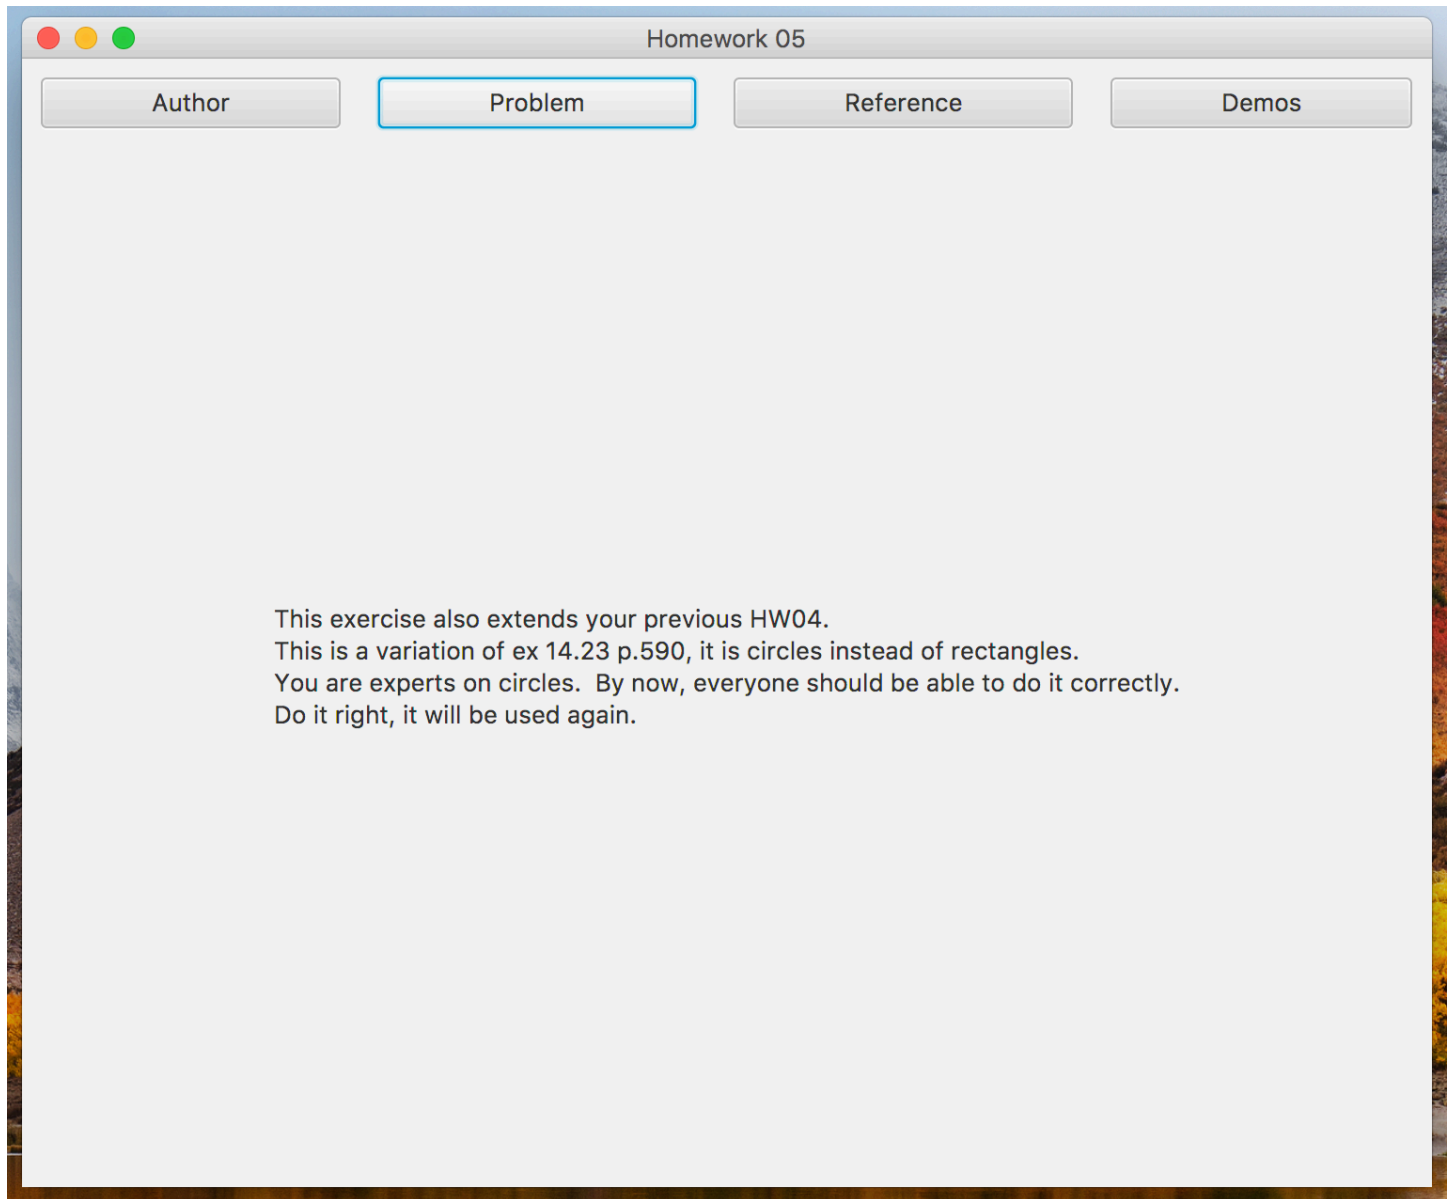 Homework 05
Author
Problem
Reference
Demos
This exercise also extends your previous HW04.
This is a variation of ex 14.23 p.590, it is circles instead of rectangles.
You are experts on circles.  By now, everyone should be able to do it correctly.
Do it right, it will be used again.